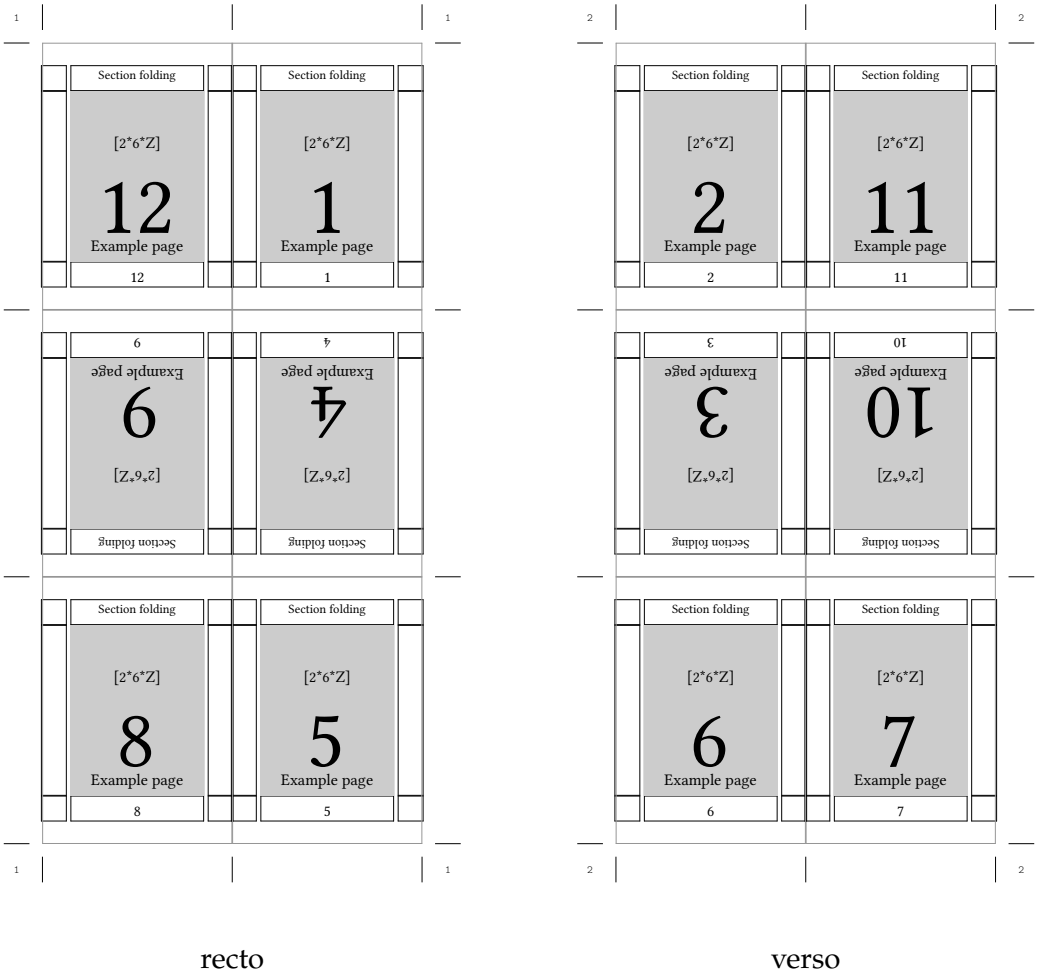 1 1 2 2
Section folding Section folding Section folding Section folding
[2*6*Z] [2*6*Z] [2*6*Z] [2*6*Z]
12 1 2 11
Example page Example page Example page Example page
12 1 2 11
9 4 3 10
Example page Example page Example page Example page
9 4 3 10
[2*6*Z] [2*6*Z] [2*6*Z] [2*6*Z]
Section folding Section folding Section folding Section folding
Section folding Section folding Section folding Section folding
[2*6*Z] [2*6*Z] [2*6*Z] [2*6*Z]
8 5 6 7
Example page Example page Example page Example page
8 5 6 7
1 1 2 2
recto verso